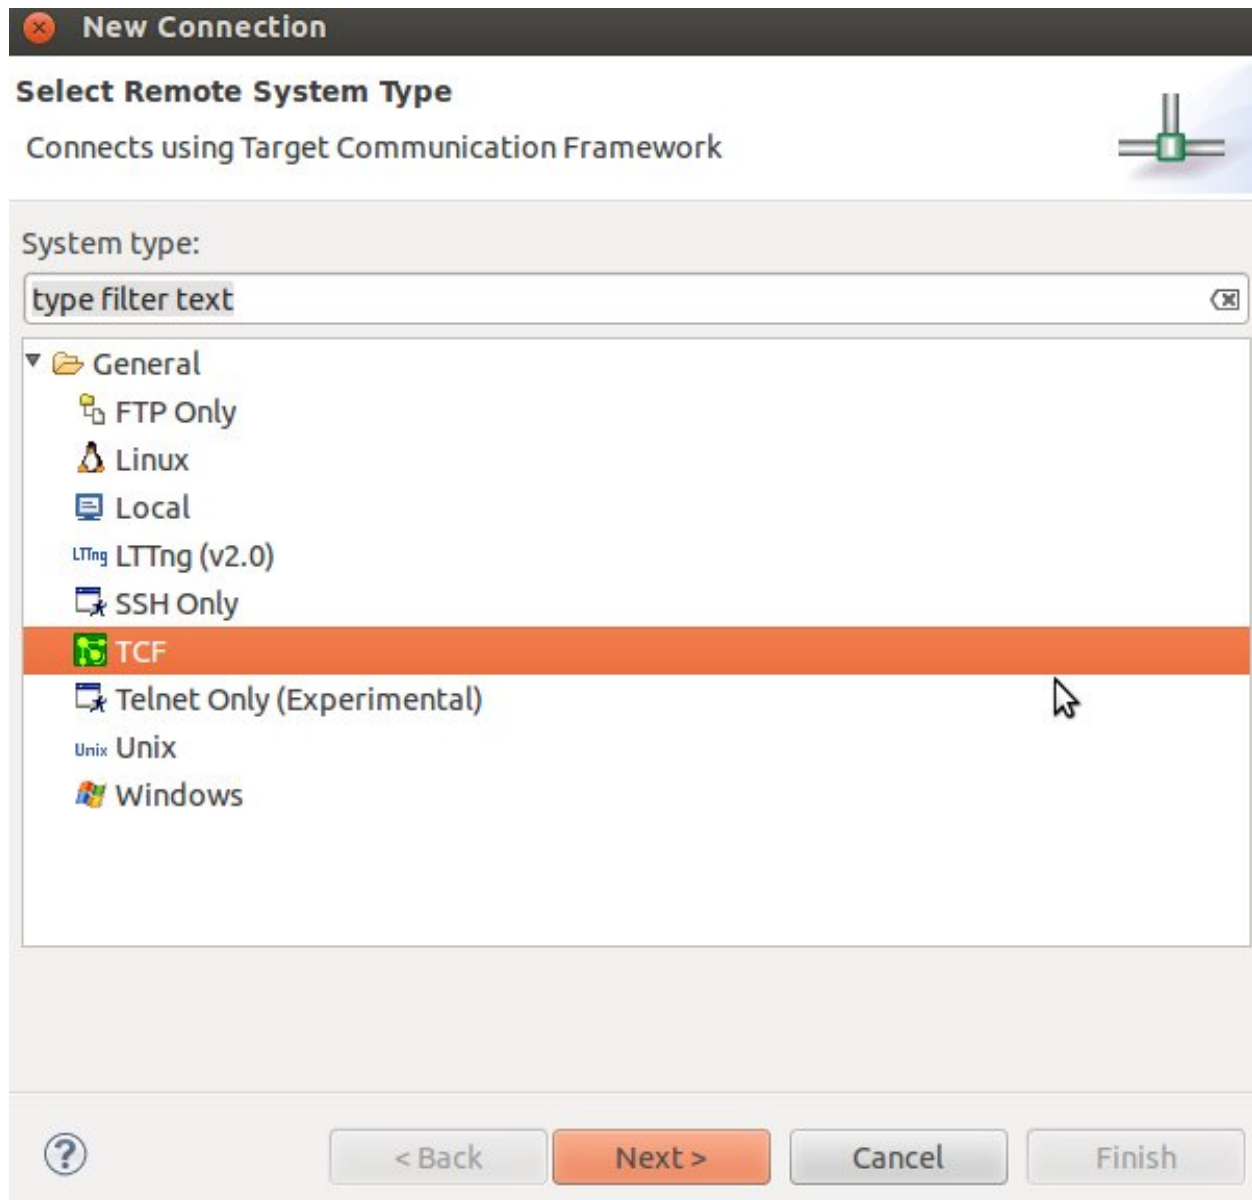 New Connection
Select Remote System Type
Connects using Target Communication Framework
System type:
type filter text
General
FTP Only
Linux
Local
LTTng LTTng (v2.0)
SSH Only
TCF
Telnet Only (Experimental)
Unix Unix
Windows
< Back Next > Cancel Finish